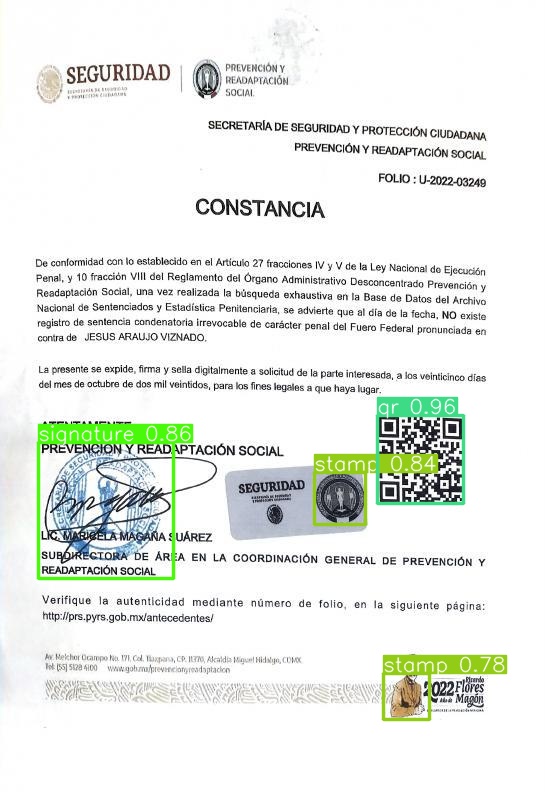 SEGURIDAD
SECRETARÍA DE SEGURIDAD
Y PROTECCIÓN CIUDADANA
PREVENCIÓN Y
READAPTACIÓN
SOCIAL
SECRETARÍA DE SEGURIDAD Y PROTECCIÓN CIUDADANA
PREVENCIÓN Y READAPTACIÓN SOCIAL
FOLIO : U-2022-03249
CONSTANCIA
De conformidad con lo establecido en el Artículo 27 fracciones IV y V de la Ley Nacional de Ejecución
Penal, y 10 fracción VIII del Reglamento del Órgano Administrativo Desconcentrado Prevención y
Readaptación Social, una vez realizada la búsqueda exhaustiva en la Base de Datos del Archivo
Nacional de Sentenciados y Estadística Penitenciaria, se advierte que al día de la fecha, NO existe
registro de sentencia condenatoria irrevocable de carácter penal del Fuero Federal pronunciada en
contra de JESUS ARAUJO VIZNADO.
La presente se expide, firma y sella digitalmente a solicitud de la parte interesada, a los veinticinco días
del mes de octubre de dos mil veintidos, para los fines legales a que haya lugar.
ATENTAMENTE
qr 0.96
signature 0.86
PREVENCION Y READAPTACIÓN SOCIAL
stamp 0.84
SEGURIDAD
SECRETARÍA DE SEGURIDAD
Y PROTECCIÓN CIUDADANA
LIC. MARICELA MAGAÑA SUÁREZ
SUBDIRECTORA DE ÁREA EN LA COORDINACIÓN GENERAL DE PREVENCIÓN Y
READAPTACIÓN SOCIAL
Verifique la autenticidad mediante número de folio, en la siguiente página:
http://prs.pyrs.gob.mx/antecedentes/
Av. Melchor Ocampo No. 171, Col. Tlaxpana, CP. 11370, Alcaldía Miguel Hidalgo, CDMX.
Tel: (55) 5128 4100 www.gob.mx/prevencionyreadaptacion
stamp 0.78
2022 Ricardo
Flores
Año de Magón